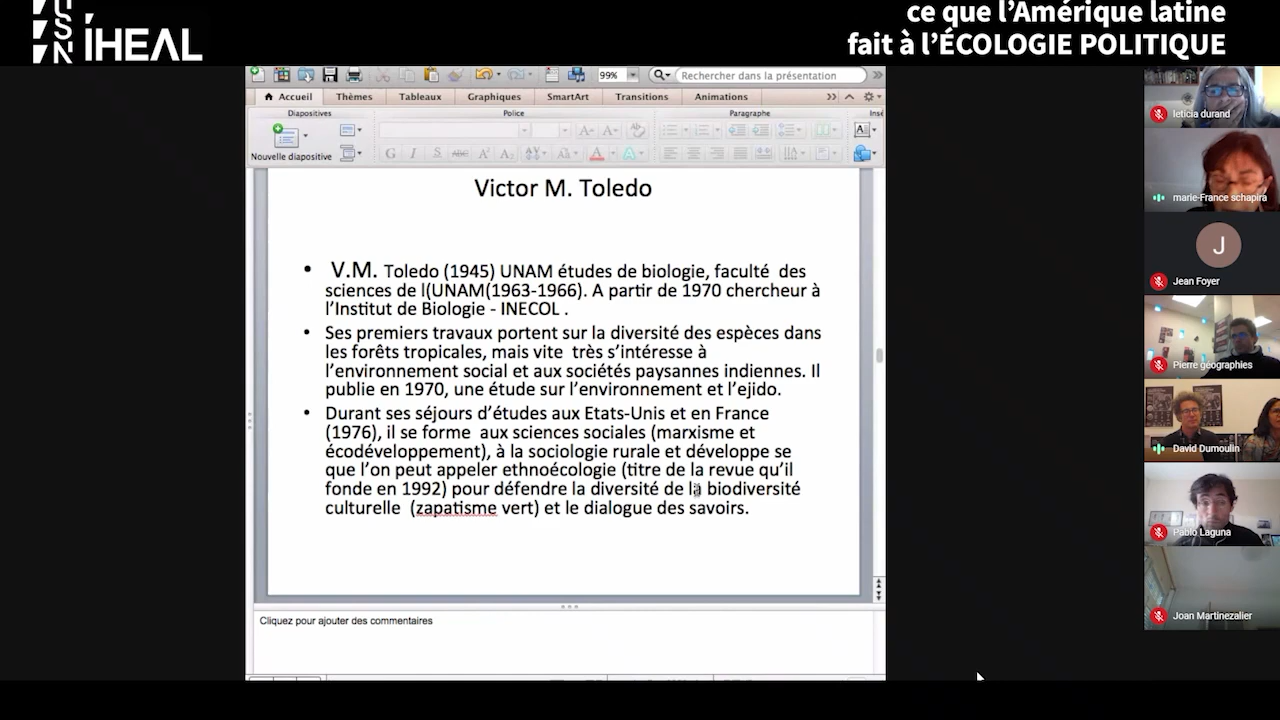 USN
iHEAL
ce que l’Amérique latine
fait à l’ÉCOLOGIE POLITIQUE
99%
Rechercher dans la présentation
Accueil
Thèmes
Tableaux
Graphiques
SmartArt
Transitions
Animations
Diapositives
Police
Paragraphe
Insé
Nouvelle diapositive
Victor M. Toledo
• V.M. Toledo (1945) UNAM études de biologie, faculté des
sciences de l(UNAM(1963-1966). A partir de 1970 chercheur à
l’Institut de Biologie - INECOL .
• Ses premiers travaux portent sur la diversité des espèces dans
les forêts tropicales, mais vite très s’intéresse à
l’environnement social et aux sociétés paysannes indiennes. Il
publie en 1970, une étude sur l’environnement et l’ejido.
• Durant ses séjours d’études aux Etats-Unis et en France
(1976), il se forme aux sciences sociales (marxisme et
écodéveloppement), à la sociologie rurale et développe se
que l’on peut appeler ethnoécologie (titre de la revue qu’il
fonde en 1992) pour défendre la diversité de la biodiversité
culturelle (zapatisme vert) et le dialogue des savoirs.
Cliquez pour ajouter des commentaires
leticia durand
marie-France schapira
J
Jean Foyer
Pierre géographies
David Dumoulin
Pablo Laguna
Joan Martinezalier